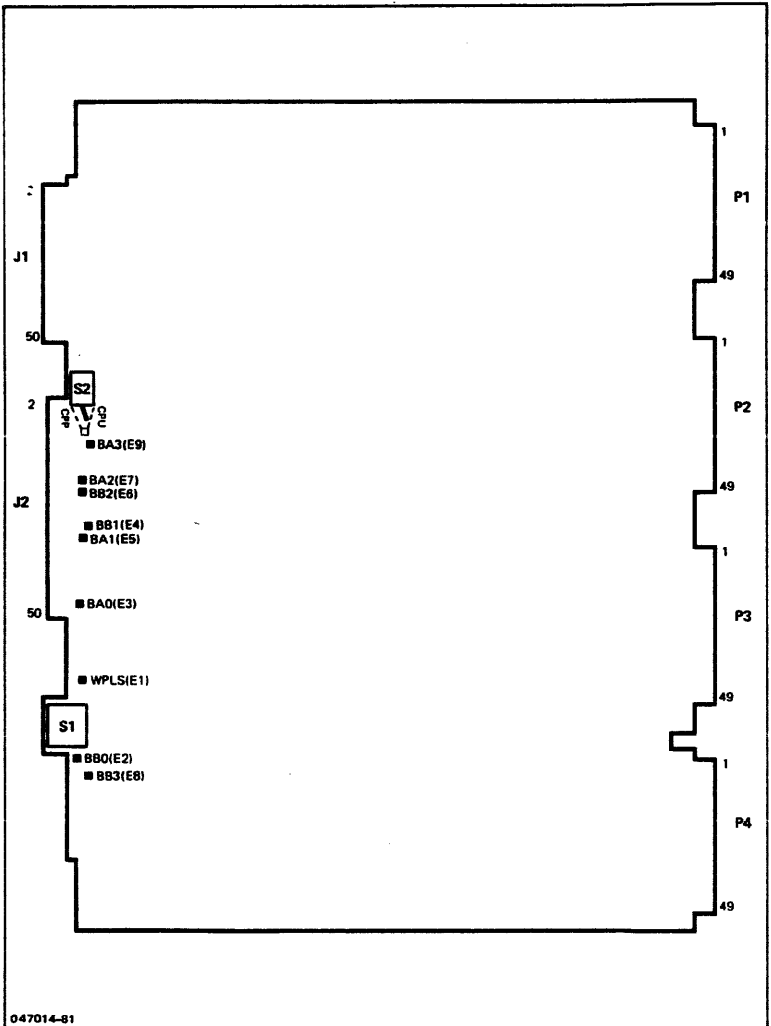 1
P1
J1
49
50
1
S2
2
CPP
CPU
P2
BA3(E9)
BA2(E7)
49
BB2(E6)
J2
BB1(E4)
BA1(E5)
1
BA0(E3)
50
P3
WPLS(E1)
49
S1
BB0(E2)
1
BB3(E8)
P4
49
047014-81